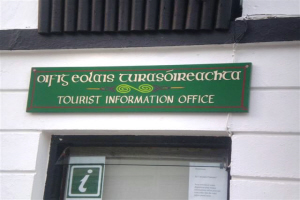 Oifig Eolais Turasóireachta
TOURIST INFORMATION OFFICE
i